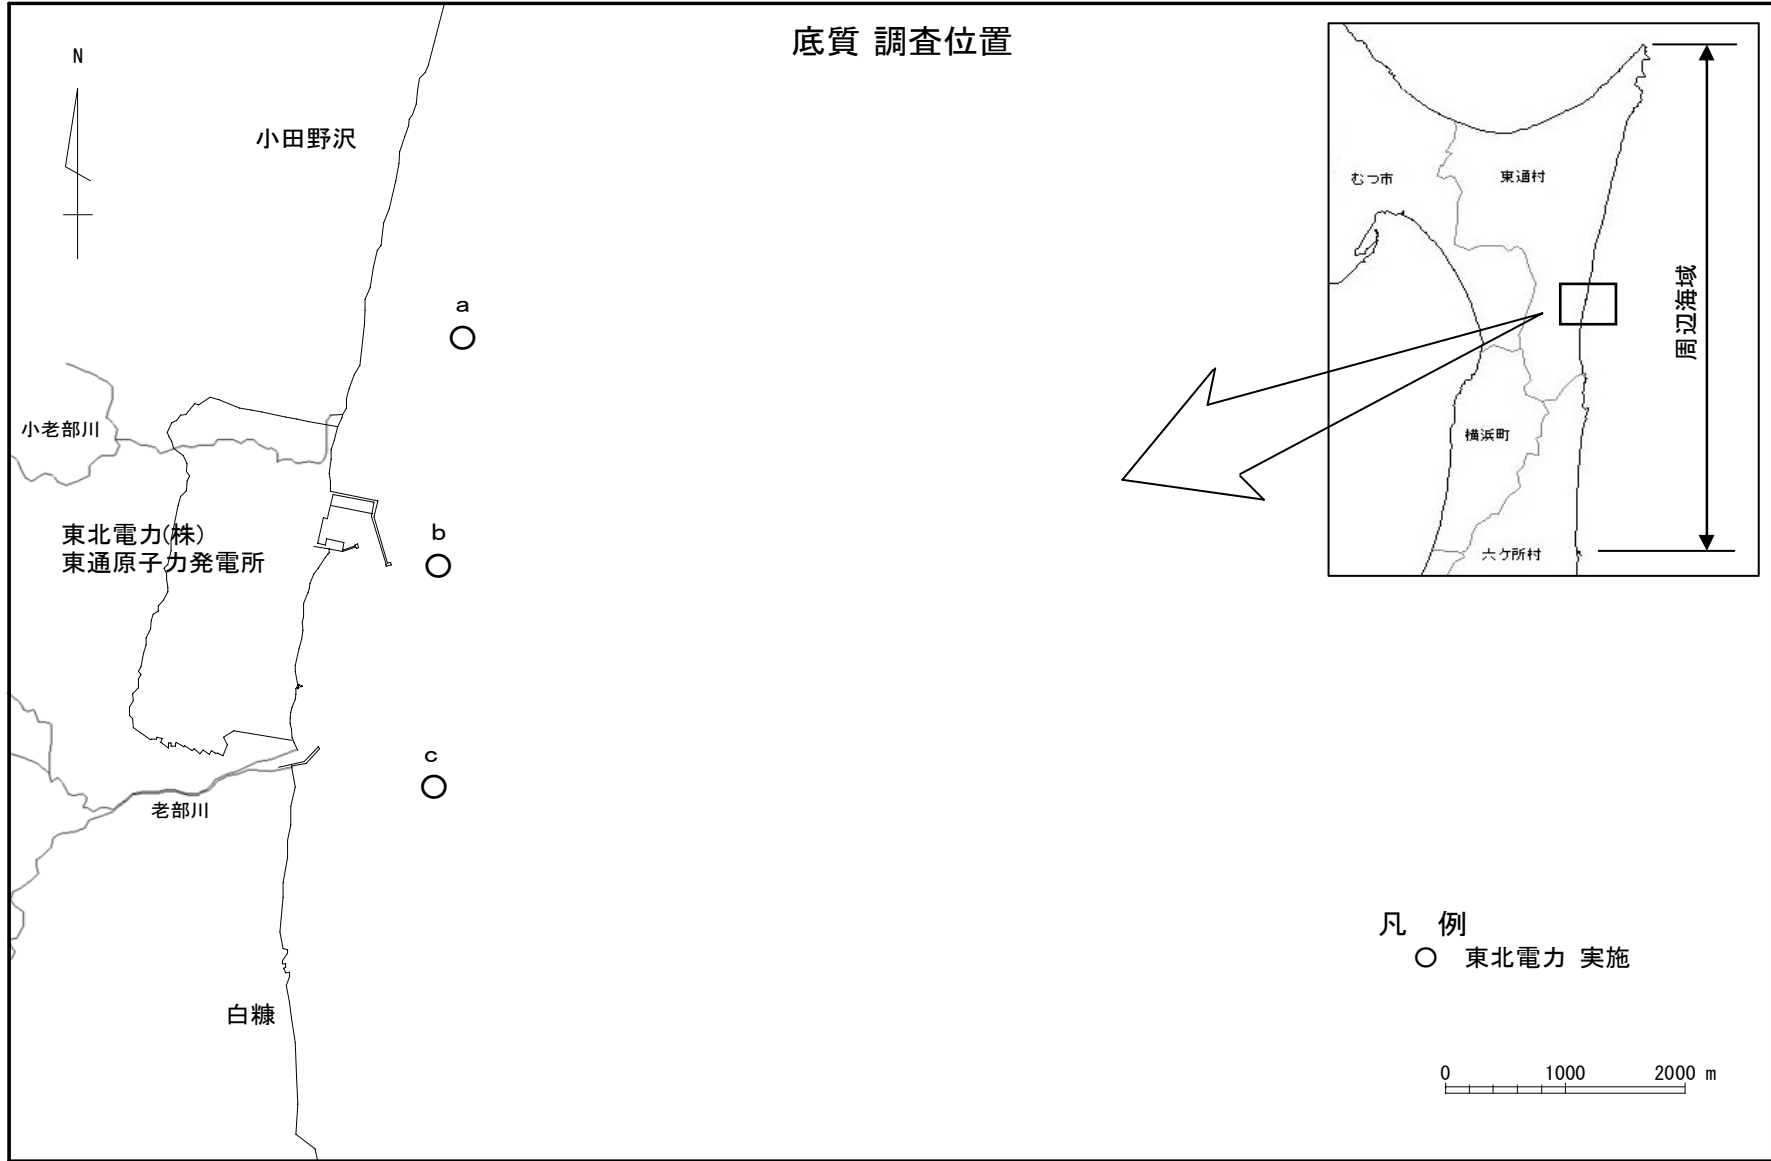 底質 調査位置
N
小田野沢
a
小老部川
東北電力(株)
東通原子力発電所
b
c
老部川
白糠
むつ市
東通村
周辺海域
横浜町
六ケ所村
凡 例
○ 東北電力 実施
0 1000 2000 m